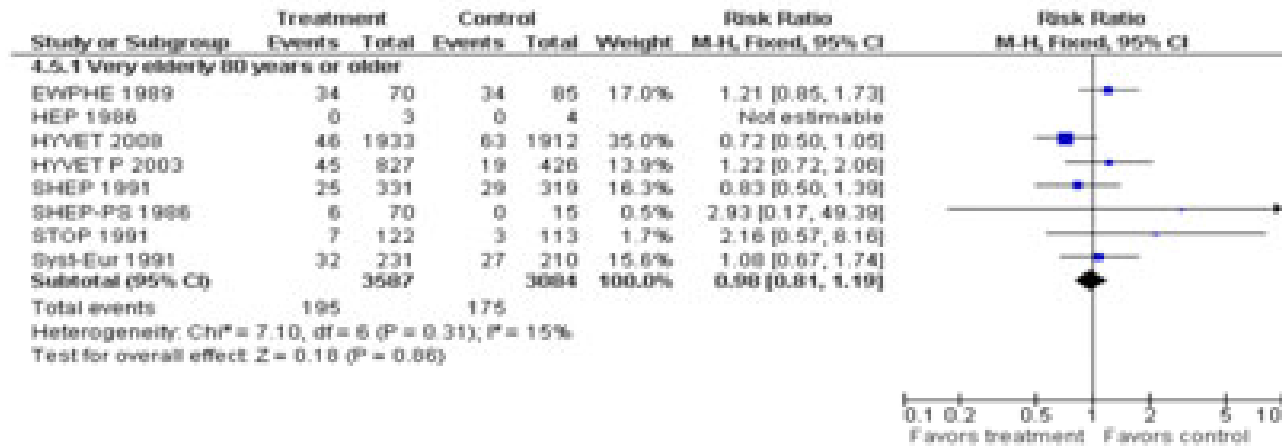 Treatment Control Risk Ratio Risk Ratio
Study or Subgroup Events Total Events Total Weight M-H, Fixed, 95% CI M-H, Fixed, 95% CI
4.5.1 Very elderly 80 years or older
EWPHE 1989 34 70 34 85 17.0% 1.21 [0.85, 1.73]
HEP 1986 0 3 0 4 Not estimable
HYVET 2008 46 1933 63 1912 35.0% 0.72 [0.50, 1.05]
HYVET P 2003 45 827 19 426 13.9% 1.22 [0.72, 2.06]
SHEP 1991 25 331 29 319 16.3% 0.83 [0.50, 1.39]
SHEP-PS 1986 6 70 0 15 0.5% 2.93 [0.17, 49.39]
STOP 1991 7 122 3 113 1.7% 2.16 [0.57, 8.16]
Syst-Eur 1991 32 231 27 210 15.6% 1.08 [0.67, 1.74]
Subtotal (95% CI) 3587 3084 100.0% 0.98 [0.81, 1.19]
Total events 195 175
Heterogeneity: Chi² = 7.10, df = 6 (P = 0.31); I² = 15%
Test for overall effect: Z = 0.18 (P = 0.86)
0.1 0.2 0.5 1 2 5 10
Favors treatment Favors control